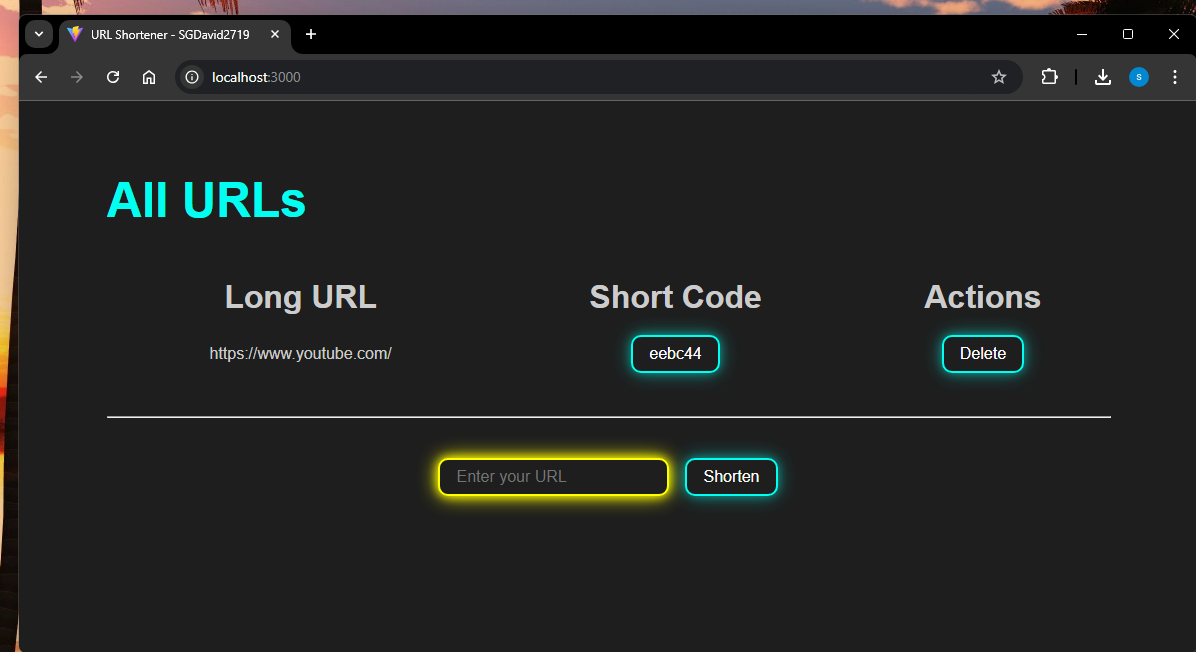 URL Shortener - SGDavid2719
localhost:3000
s
All URLs
Long URL Short Code Actions
https://www.youtube.com/ eebc44 Delete
Enter your URL Shorten